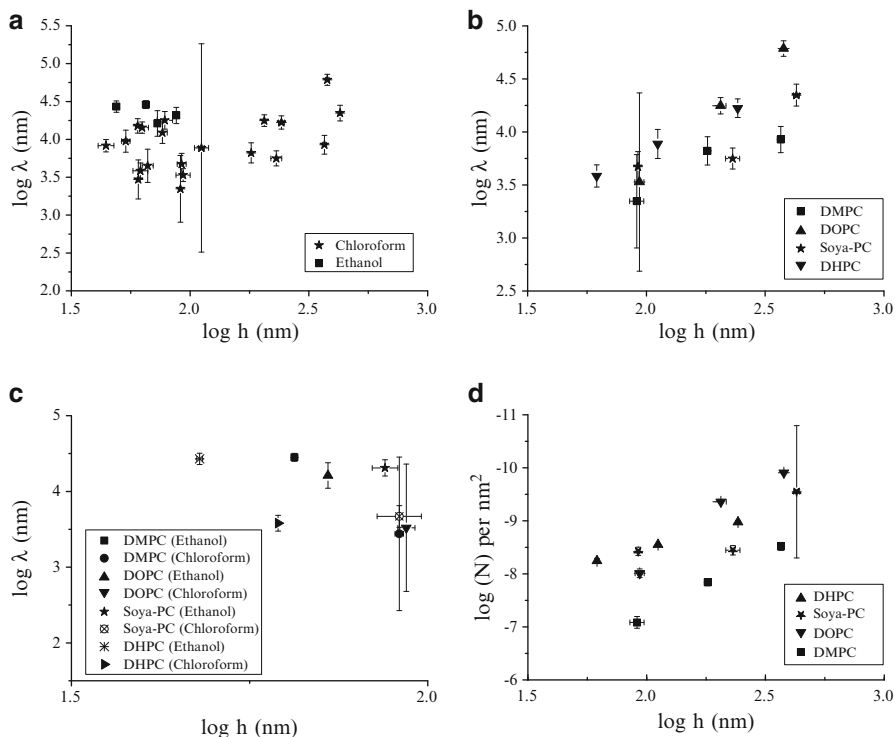 a
5.5
5.0
4.5
4.0
3.5
3.0
2.5
2.0
log λ (nm)
★ Chloroform
■ Ethanol
1.5 2.0 2.5 3.0
log h (nm)
b
5.0
4.5
4.0
3.5
3.0
2.5
log λ (nm)
■ DMPC
▲ DOPC
★ Soya-PC
▼ DHPC
1.5 2.0 2.5 3.0
log h (nm)
c
5
4
3
2
log λ (nm)
DMPC (Ethanol)
DMPC (Chloroform)
DOPC (Ethanol)
DOPC (Chloroform)
Soya-PC (Ethanol)
Soya-PC (Chloroform)
DHPC (Ethanol)
DHPC (Chloroform)
1.5 2.0
log h (nm)
d
-11
-10
-9
-8
-7
-6
log (N) per nm²
DHPC
Soya-PC
DOPC
DMPC
1.5 2.0 2.5 3.0
log h (nm)